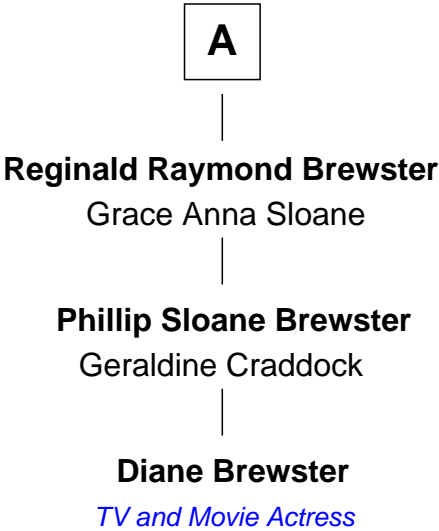 A
Reginald Raymond Brewster
Grace Anna Sloane
Phillip Sloane Brewster
Geraldine Craddock
Diane Brewster
TV and Movie Actress